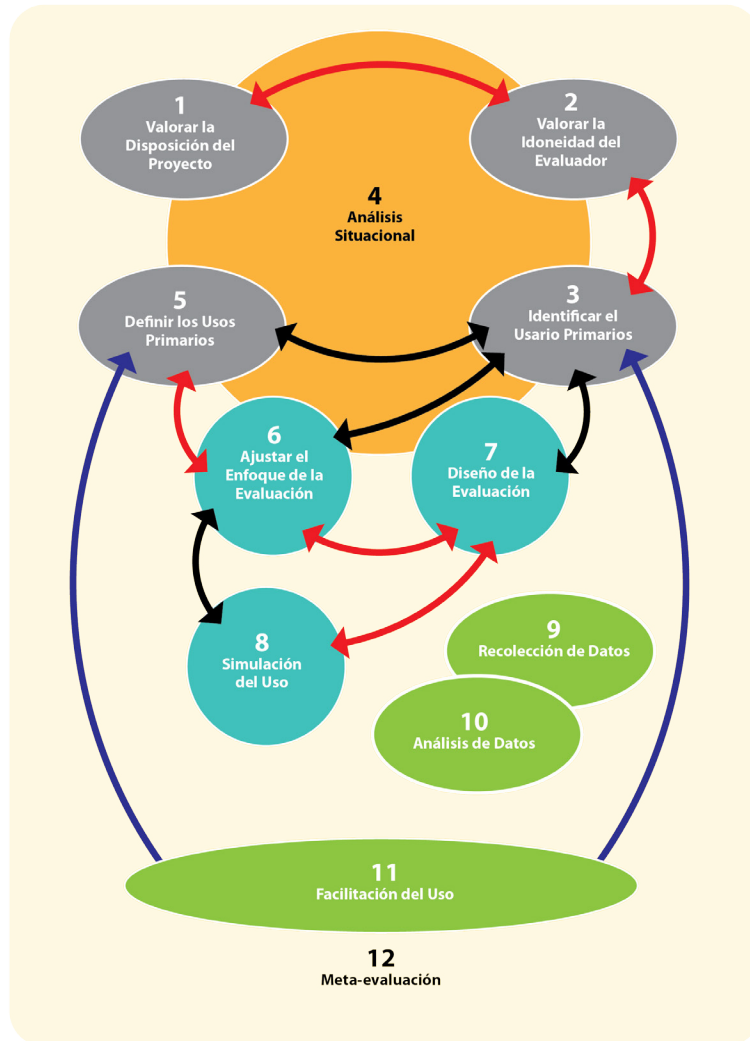 1
Valorar la
Disposición del
Proyecto
2
Valorar la
Idoneidad del
Evaluador
4
Análisis
Situacional
5
Definir los Usos
Primarios
3
Identificar el
Usario Primarios
6
Ajustar el
Enfoque de la
Evaluación
7
Diseño de la
Evaluación
8
Simulación
del Uso
9
Recolección de Datos
10
Análisis de Datos
11
Facilitación del Uso
12
Meta-evaluación